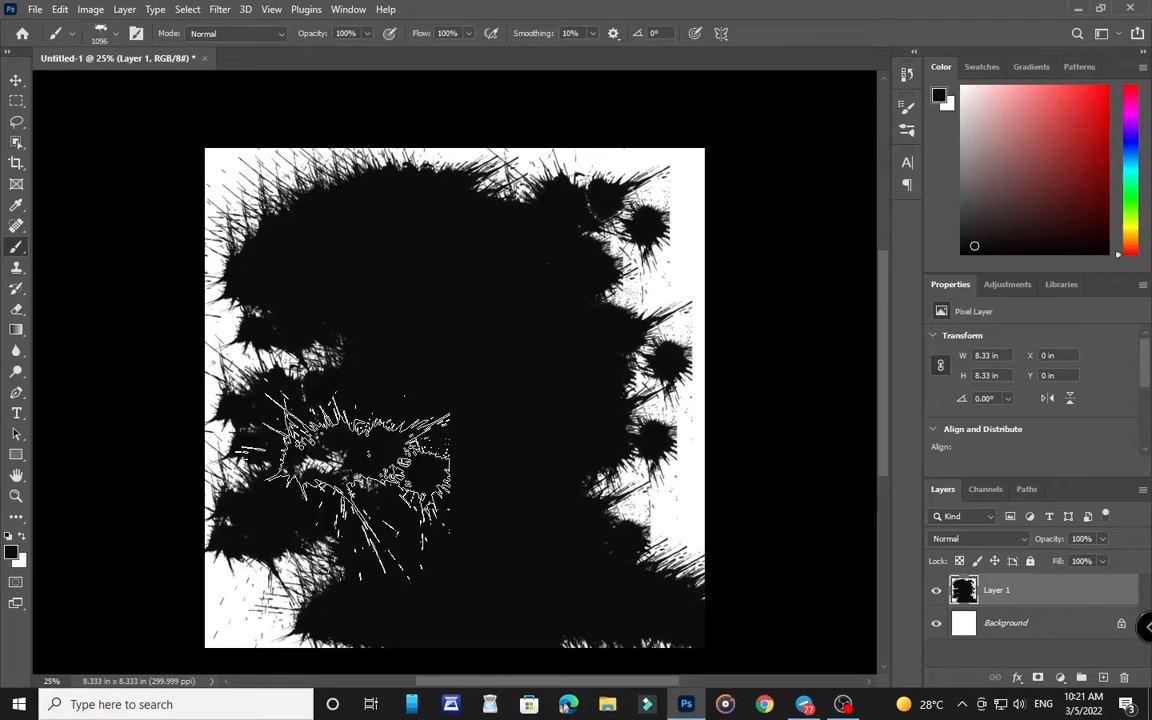 Ps File Edit Image Layer Type Select Filter 3D View Plugins Window Help
1096 Mode: Normal Opacity: 100% Flow: 100% Smoothing: 10% 0°
Untitled-1 @ 25% (Layer 1, RGB/8#) *
Color Swatches Gradients Patterns
Properties Adjustments Libraries
Pixel Layer
Transform
W 8.33 in X 0 in
H 8.33 in Y 0 in
0.00°
Align and Distribute
Align:
Layers Channels Paths
Kind
Normal Opacity: 100%
Lock: Fill: 100%
Layer 1
Background
25% 8.333 in x 8.333 in (299.999 ppi)
Type here to search
Ps
77
28°C
ENG
10:21 AM
3/5/2022
3